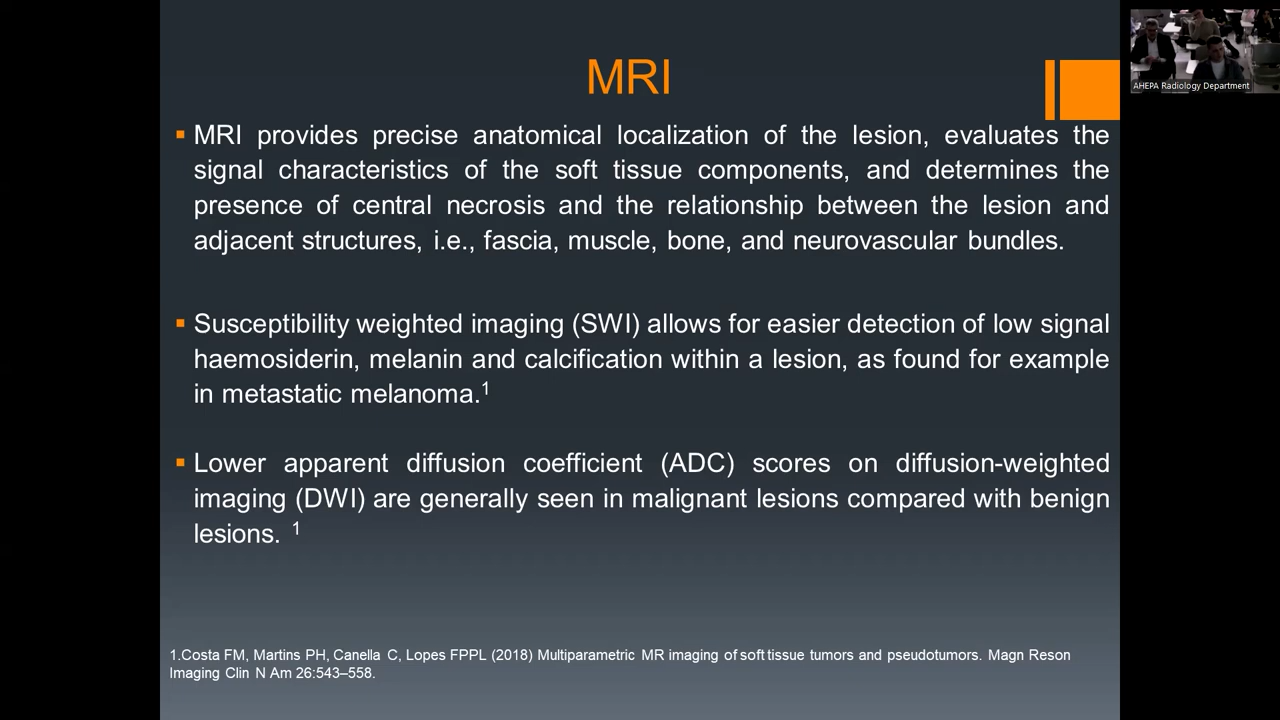 MRI
AHEPA Radiology Department
▪ MRI provides precise anatomical localization of the lesion, evaluates the
signal characteristics of the soft tissue components, and determines the
presence of central necrosis and the relationship between the lesion and
adjacent structures, i.e., fascia, muscle, bone, and neurovascular bundles.
▪ Susceptibility weighted imaging (SWI) allows for easier detection of low signal
haemosiderin, melanin and calcification within a lesion, as found for example
in metastatic melanoma.¹
▪ Lower apparent diffusion coefficient (ADC) scores on diffusion-weighted
imaging (DWI) are generally seen in malignant lesions compared with benign
lesions. ¹
1.Costa FM, Martins PH, Canella C, Lopes FPPL (2018) Multiparametric MR imaging of soft tissue tumors and pseudotumors. Magn Reson
Imaging Clin N Am 26:543–558.